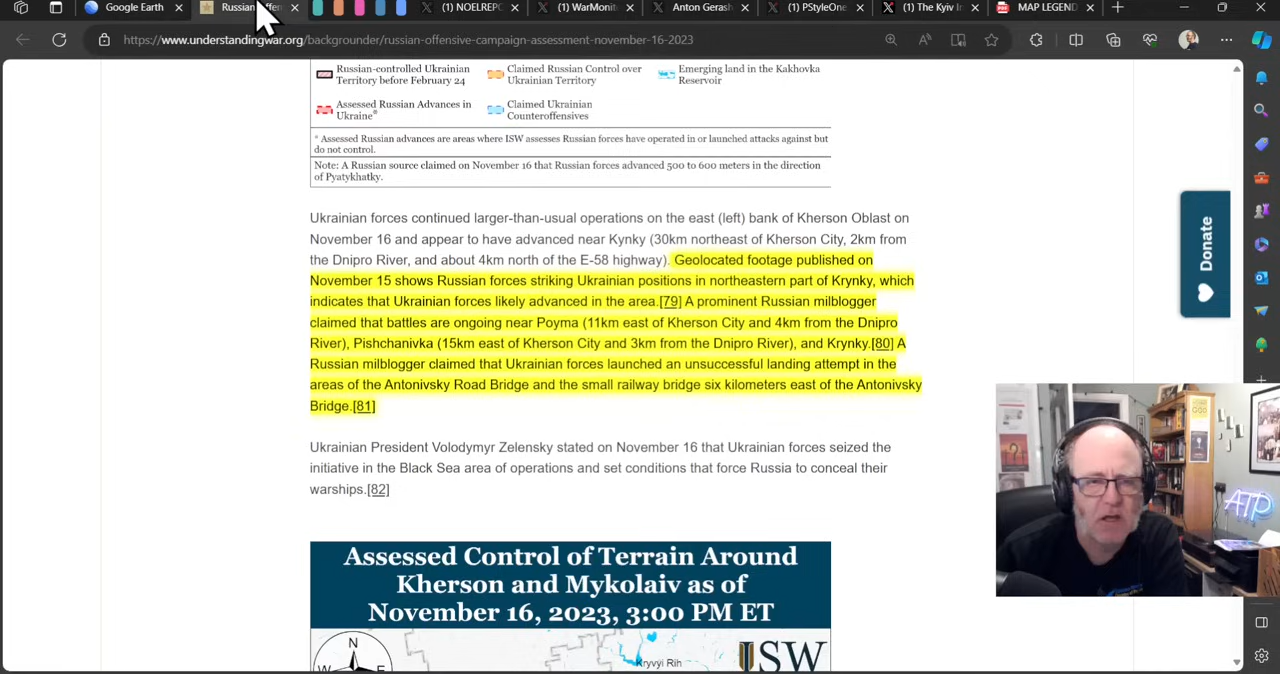 Google Earth
Russian Offen
(1) NOELREPO
(1) WarMonito
Anton Gerash
(1) PStyleOne
(1) The Kyiv In
MAP LEGEND
https://www.understandingwar.org/backgrounder/russian-offensive-campaign-assessment-november-16-2023
Russian-controlled Ukrainian
Territory before February 24
Claimed Russian Control over
Ukrainian Territory
Emerging land in the Kakhovka
Reservoir
Assessed Russian Advances in
Ukraine*
Claimed Ukrainian
Counteroffensives
* Assessed Russian advances are areas where ISW assesses Russian forces have operated in or launched attacks against but
do not control.
Note: A Russian source claimed on November 16 that Russian forces advanced 500 to 600 meters in the direction
of Pyatykhatky.
Ukrainian forces continued larger-than-usual operations on the east (left) bank of Kherson Oblast on
November 16 and appear to have advanced near Kynky (30km northeast of Kherson City, 2km from
the Dnipro River, and about 4km north of the E-58 highway). Geolocated footage published on
November 15 shows Russian forces striking Ukrainian positions in northeastern part of Krynky, which
indicates that Ukrainian forces likely advanced in the area.[79] A prominent Russian milblogger
claimed that battles are ongoing near Poyma (11km east of Kherson City and 4km from the Dnipro
River), Pishchanivka (15km east of Kherson City and 3km from the Dnipro River), and Krynky.[80] A
Russian milblogger claimed that Ukrainian forces launched an unsuccessful landing attempt in the
areas of the Antonivsky Road Bridge and the small railway bridge six kilometers east of the Antonivsky
Bridge.[81]
Ukrainian President Volodymyr Zelensky stated on November 16 that Ukrainian forces seized the
initiative in the Black Sea area of operations and set conditions that force Russia to conceal their
warships.[82]
Assessed Control of Terrain Around
Kherson and Mykolaiv as of
November 16, 2023, 3:00 PM ET
N
W
E
Kryvyi Rih
ISW
Donate
ATP